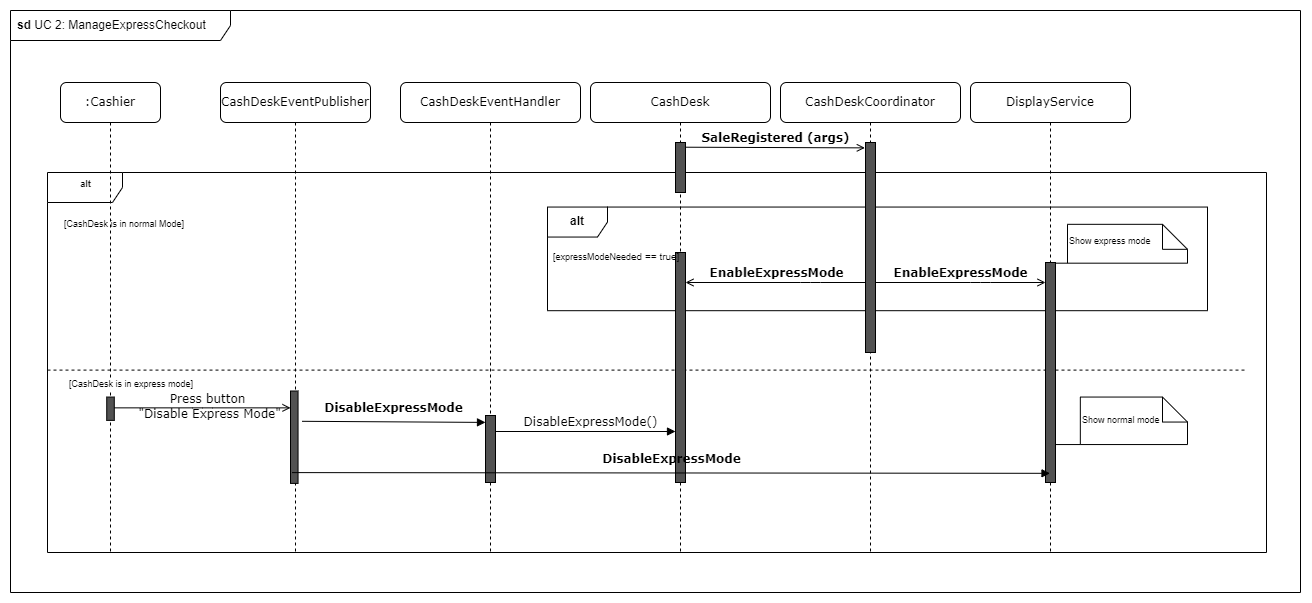 sd UC 2: ManageExpressCheckout
:Cashier
CashDeskEventPublisher
CashDeskEventHandler
CashDesk
CashDeskCoordinator
DisplayService
SaleRegistered (args)
alt
[CashDesk is in normal Mode]
alt
[expressModeNeeded == true]
Show express mode
EnableExpressMode
EnableExpressMode
[CashDesk is in express mode]
Press button
"Disable Express Mode"
DisableExpressMode
DisableExpressMode()
Show normal mode
DisableExpressMode